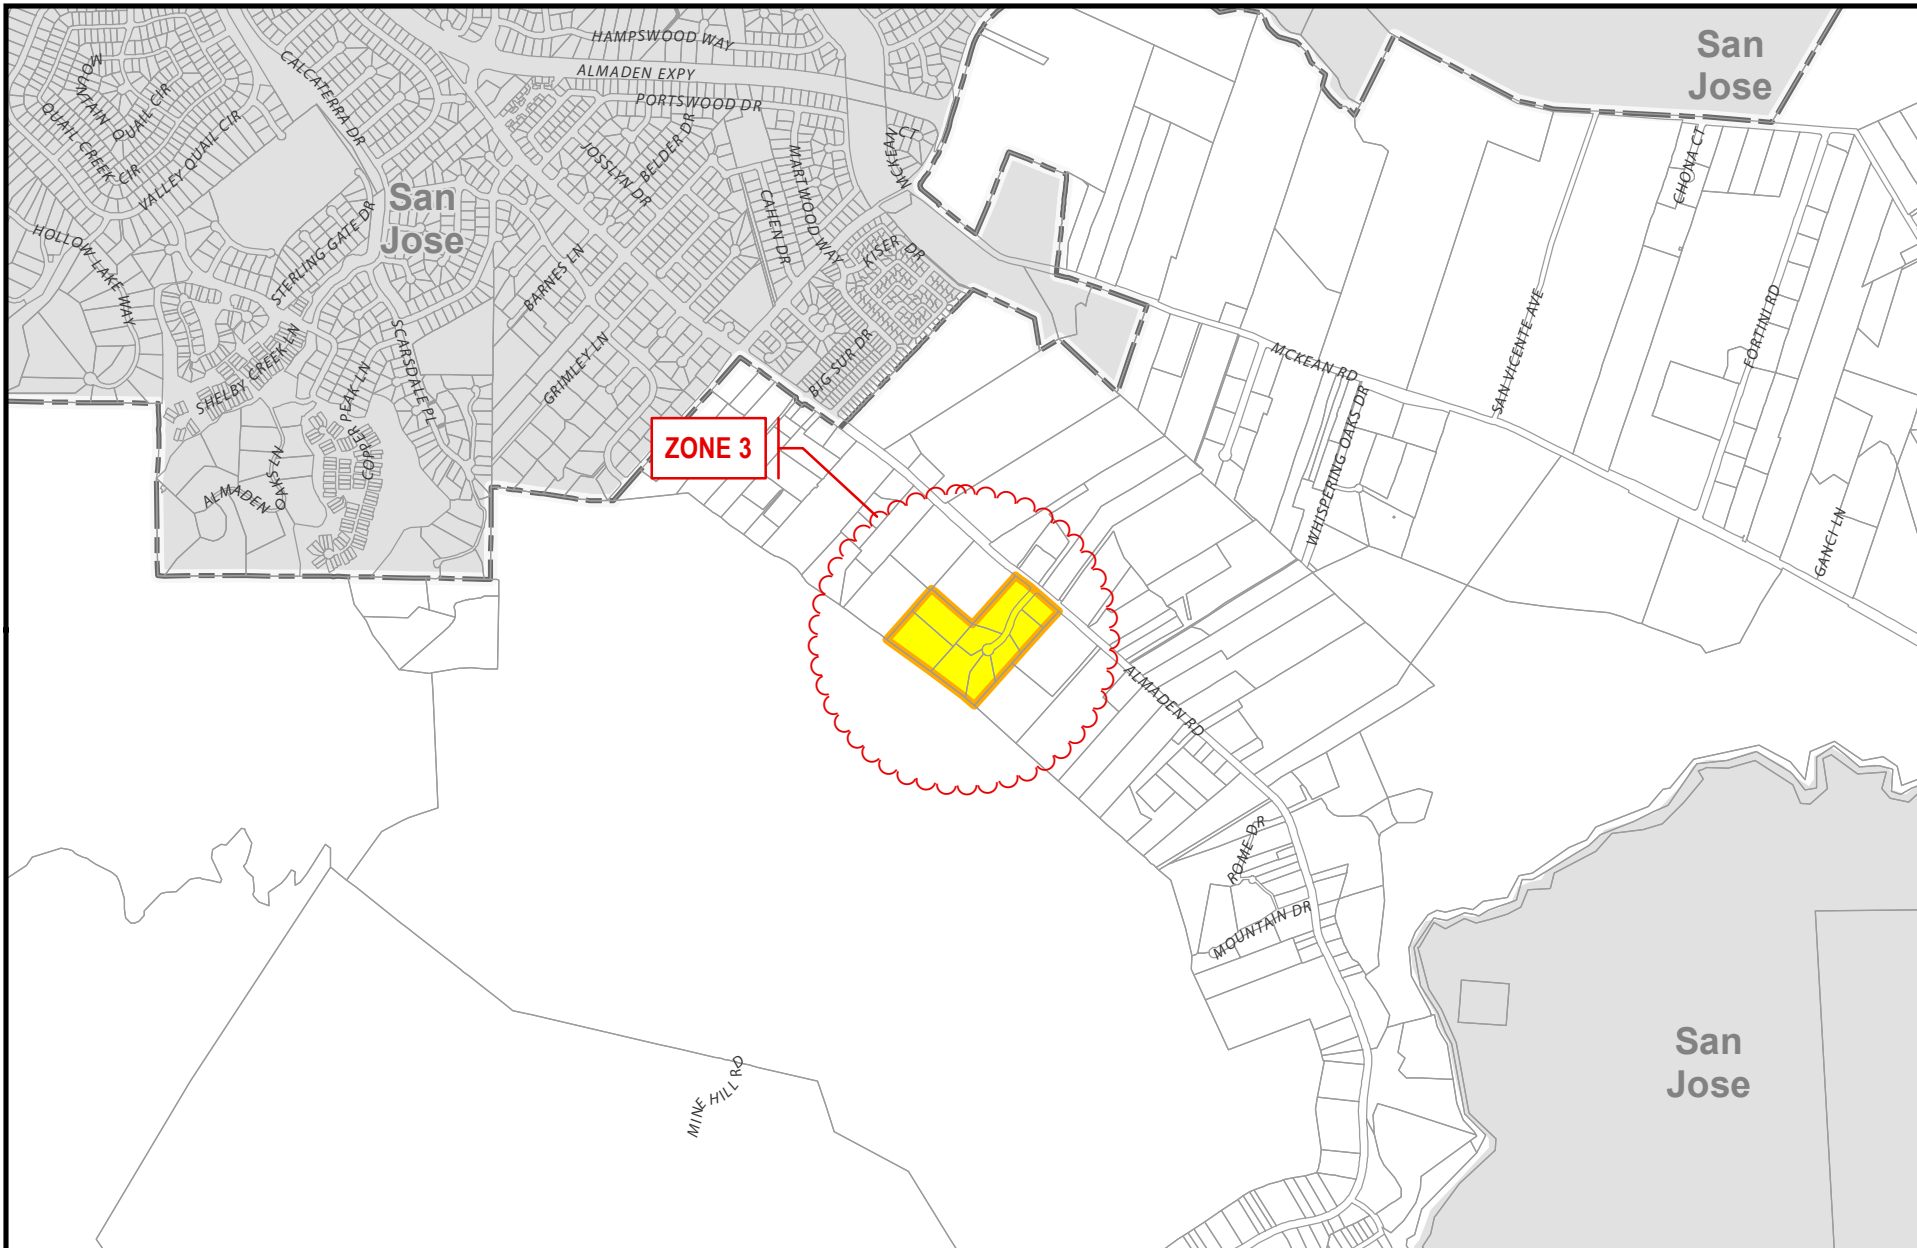 HAMPSWOOD WAY
ALMADEN EXPY
PORTSWOOD DR
San
Jose
MOUNTAIN QUAIL CIR
CALCATERRA DR
QUAIL CREEK CIR
VALLEY QUAIL CIR
JOSSLYN DR
BELDER DR
MARTWOOD WAY
MCKEAN CT
CHONA CT
San
Jose
HOLLOW LAKE WAY
STERLING GATE DR
CAHEN DR
KISER DR
BARNES LN
SHELBY CREEK LN
SCARSDALE PL
GRIMLEY LN
BIG SUR DR
MCKEAN RD
SAN VICENTE AVE
FORTINI RD
COPPER PEAK LN
WHISPERING OAKS DR
ZONE 3
ALMADEN OAKS LN
GANCI LN
ALMADEN RD
ROME DR
MOUNTAIN DR
San
Jose
MINE HILL RD